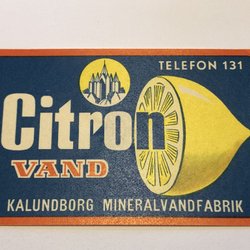 TELEFON 131
Citron
VAND
KALUNDBORG MINERALVANDFABRIK